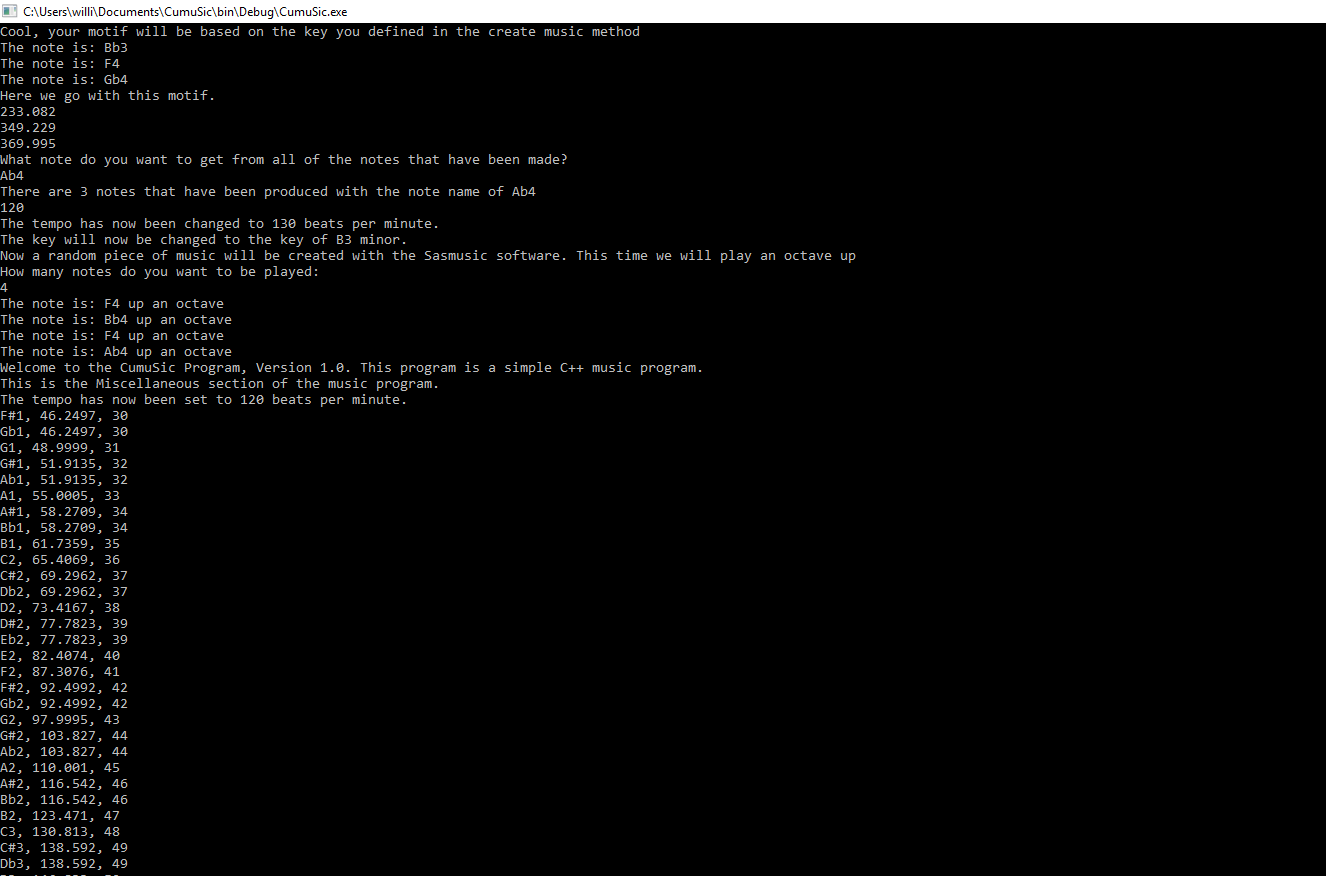 C:\Users\willi\Documents\CumuSic\bin\Debug\CumuSic.exe
Cool, your motif will be based on the key you defined in the create music method
The note is: Bb3
The note is: F4
The note is: Gb4
Here we go with this motif.
233.082
349.229
369.995
What note do you want to get from all of the notes that have been made?
Ab4
There are 3 notes that have been produced with the note name of Ab4
120
The tempo has now been changed to 130 beats per minute.
The key will now be changed to the key of B3 minor.
Now a random piece of music will be created with the Sasmusic software. This time we will play an octave up
How many notes do you want to be played:
4
The note is: F4 up an octave
The note is: Bb4 up an octave
The note is: F4 up an octave
The note is: Ab4 up an octave
Welcome to the CumuSic Program, Version 1.0. This program is a simple C++ music program.
This is the Miscellaneous section of the music program.
The tempo has now been set to 120 beats per minute.
F#1, 46.2497, 30
Gb1, 46.2497, 30
G1, 48.9999, 31
G#1, 51.9135, 32
Ab1, 51.9135, 32
A1, 55.0005, 33
A#1, 58.2709, 34
Bb1, 58.2709, 34
B1, 61.7359, 35
C2, 65.4069, 36
C#2, 69.2962, 37
Db2, 69.2962, 37
D2, 73.4167, 38
D#2, 77.7823, 39
Eb2, 77.7823, 39
E2, 82.4074, 40
F2, 87.3076, 41
F#2, 92.4992, 42
Gb2, 92.4992, 42
G2, 97.9995, 43
G#2, 103.827, 44
Ab2, 103.827, 44
A2, 110.001, 45
A#2, 116.542, 46
Bb2, 116.542, 46
B2, 123.471, 47
C3, 130.813, 48
C#3, 138.592, 49
Db3, 138.592, 49